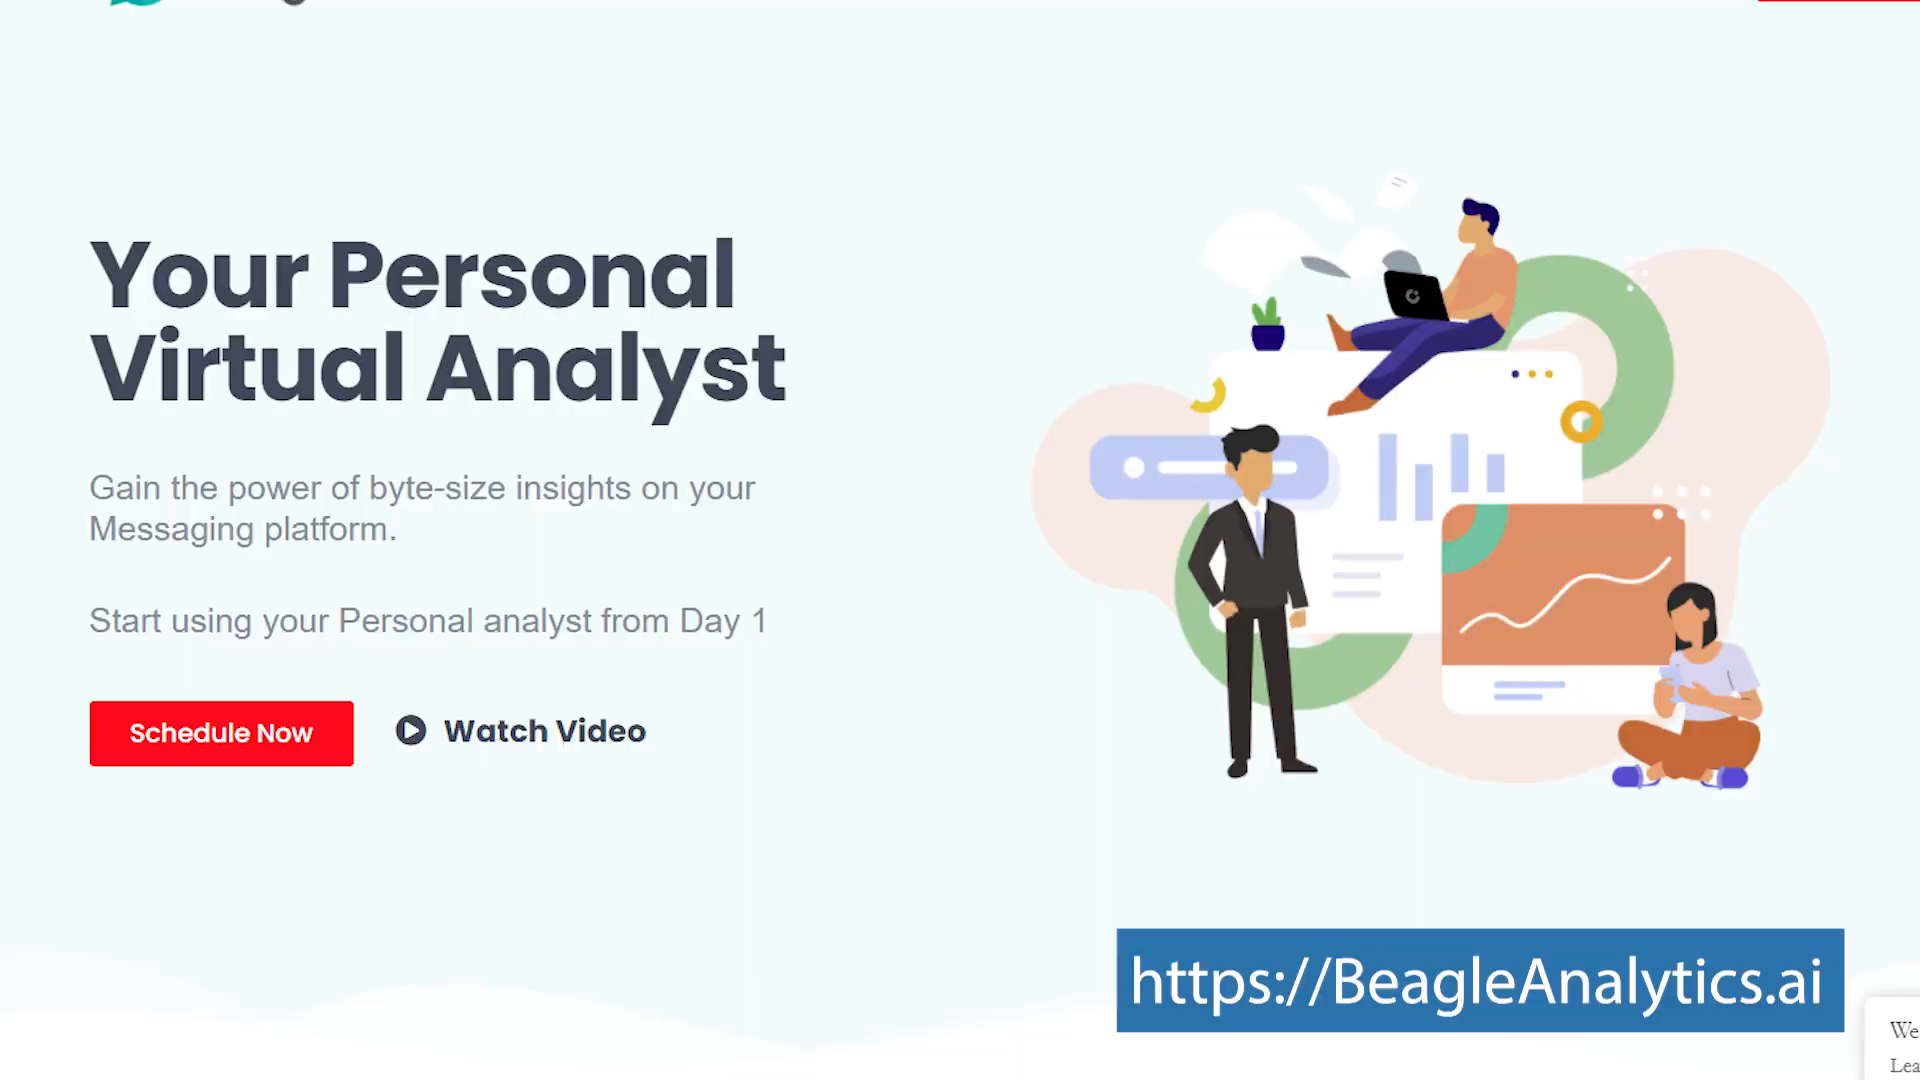 Your Personal
Virtual Analyst
Gain the power of byte-size insights on your
Messaging platform.
Start using your Personal analyst from Day 1
Schedule Now
Watch Video
https://BeagleAnalytics.ai
We